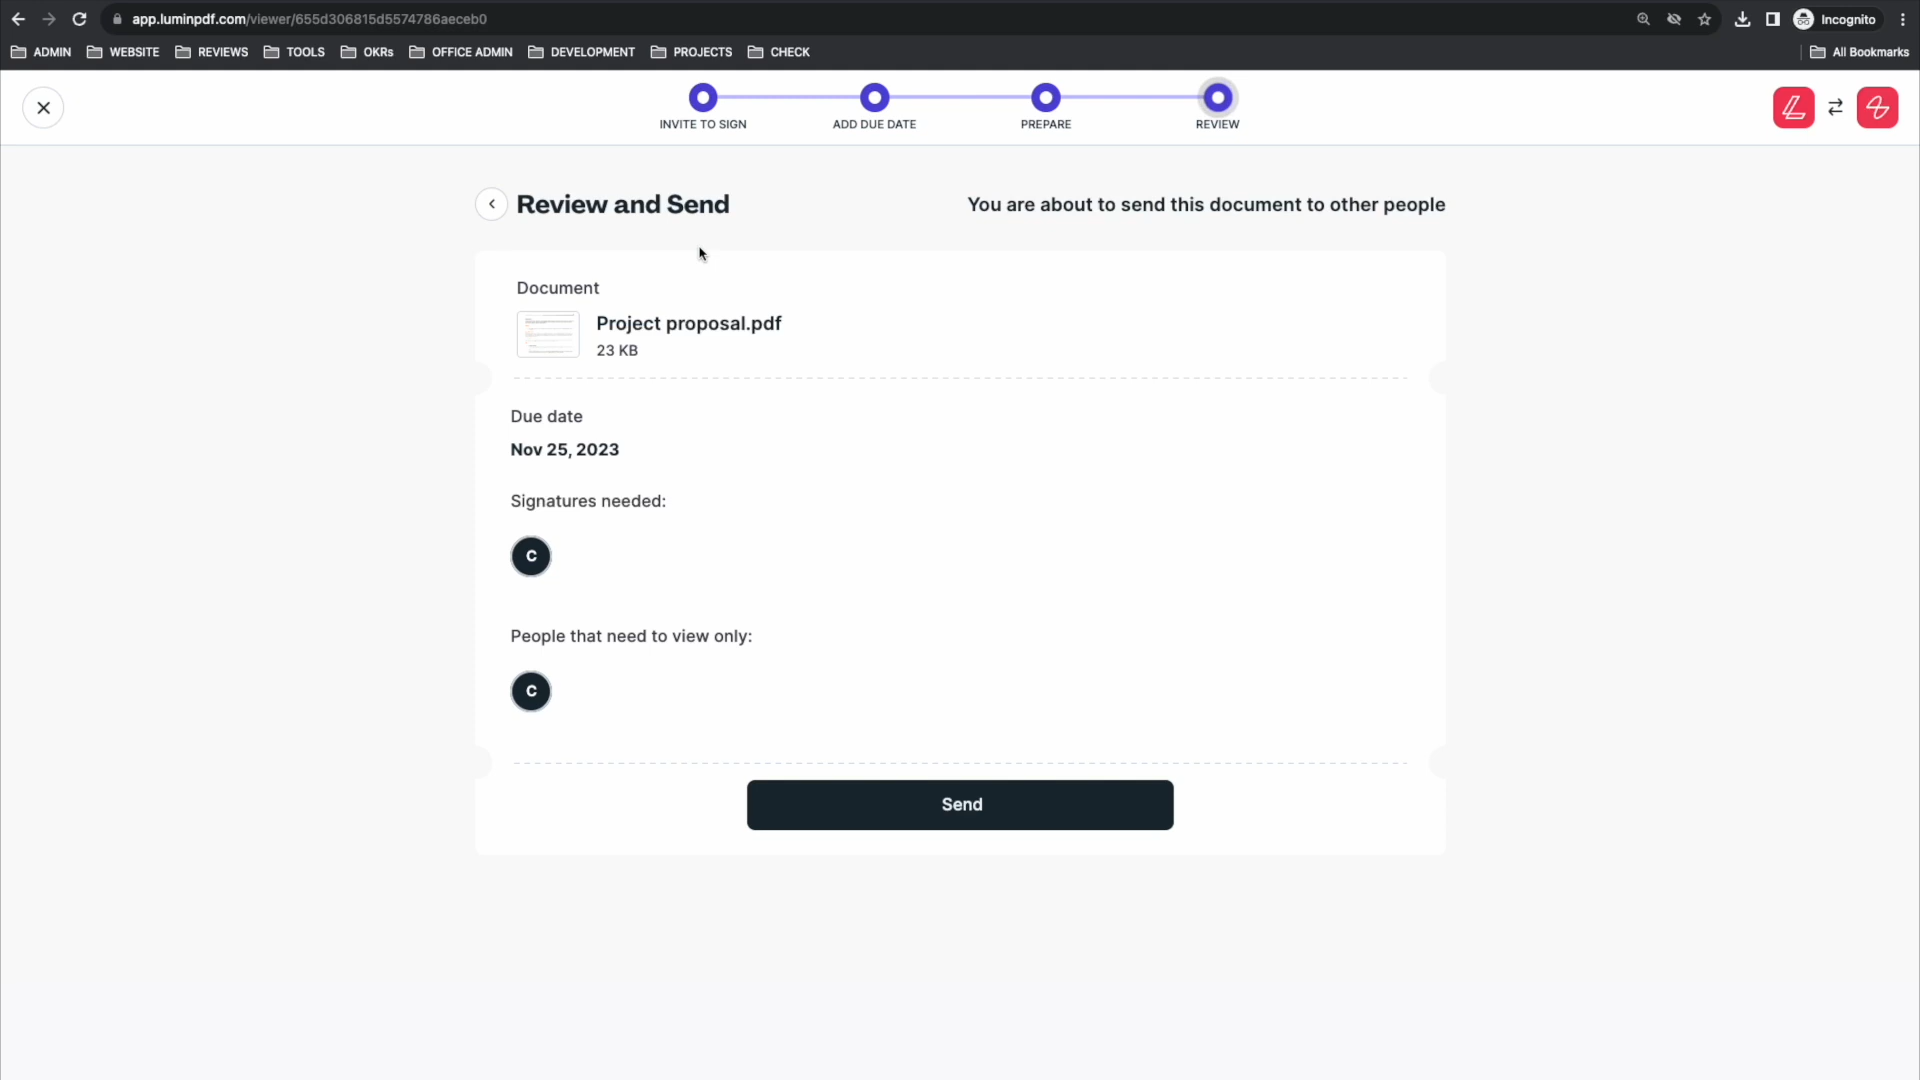 app.luminpdf.com/viewer/655d306815d5574786aeceb0
Incognito
ADMIN
WEBSITE
REVIEWS
TOOLS
OKRs
OFFICE ADMIN
DEVELOPMENT
PROJECTS
CHECK
All Bookmarks
INVITE TO SIGN
ADD DUE DATE
PREPARE
REVIEW
Review and Send
You are about to send this document to other people
Document
Project proposal.pdf
23 KB
Due date
Nov 25, 2023
Signatures needed:
C
People that need to view only:
C
Send